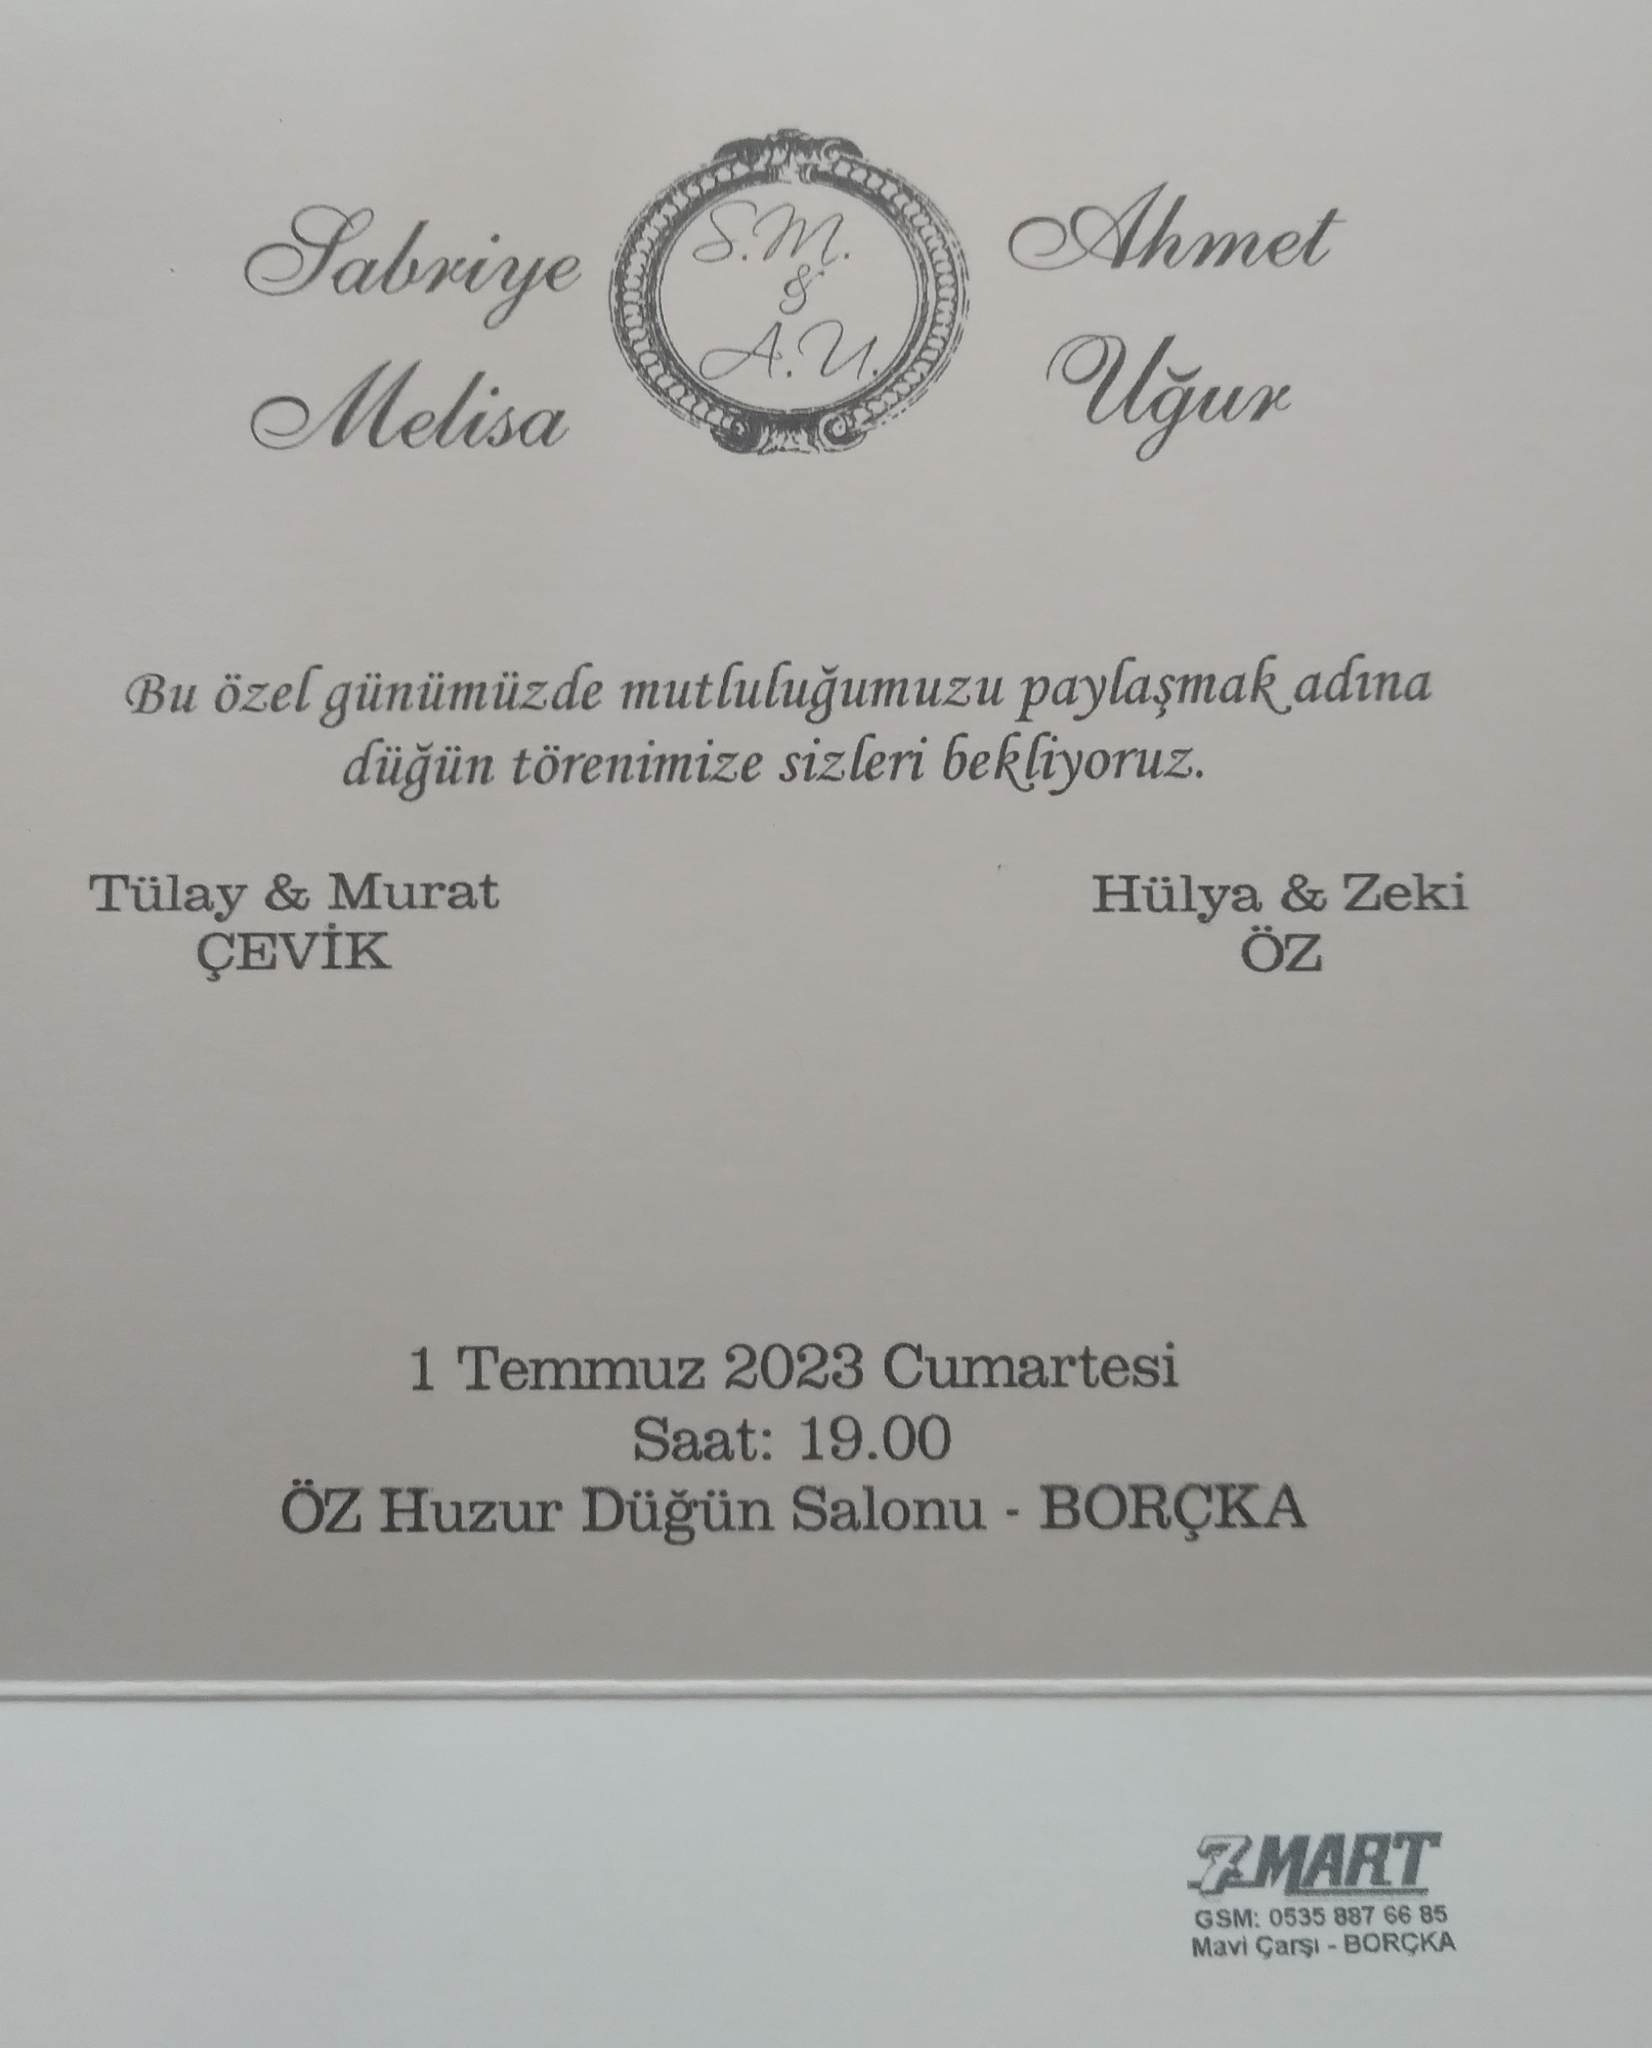 Sabriye
Melisa
S.M.
&
A.U.
Ahmet
Uğur
Bu özel günümüzde mutluluğumuzu paylaşmak adına
düğün törenimize sizleri bekliyoruz.
Tülay & Murat
ÇEVİK
Hülya & Zeki
ÖZ
1 Temmuz 2023 Cumartesi
Saat: 19.00
ÖZ Huzur Düğün Salonu - BORÇKA
7 MART
GSM: 0535 887 66 85
Mavi Çarşı - BORÇKA